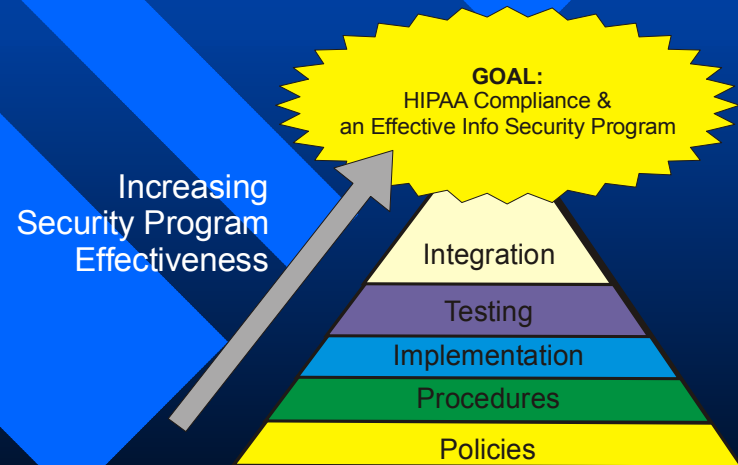 GOAL:
HIPAA Compliance &
an Effective Info Security Program
Increasing
Security Program
Effectiveness
Integration
Testing
Implementation
Procedures
Policies